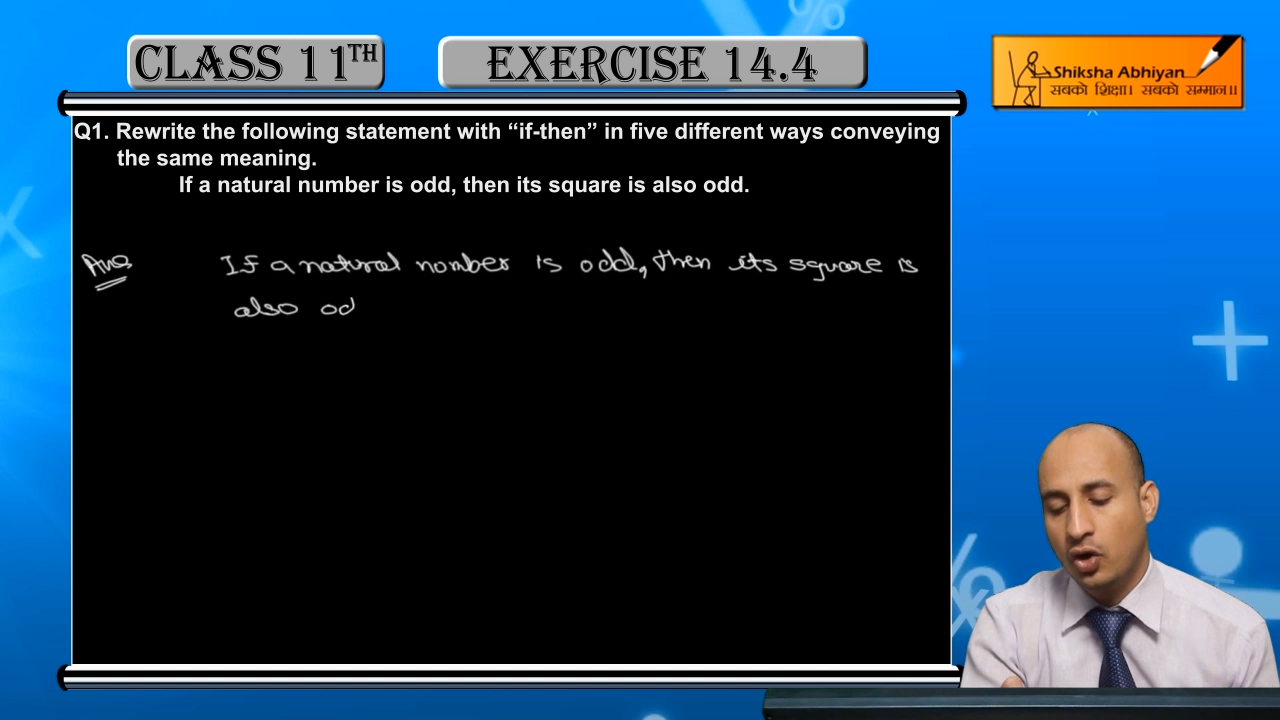 CLASS 11TH
EXERCISE 14.4
Shiksha Abhiyan
सबको शिक्षा। सबको सम्मान॥
Q1. Rewrite the following statement with “if-then” in five different ways conveying
the same meaning.
If a natural number is odd, then its square is also odd.
Ans If a natural number is odd, then its square is
also od